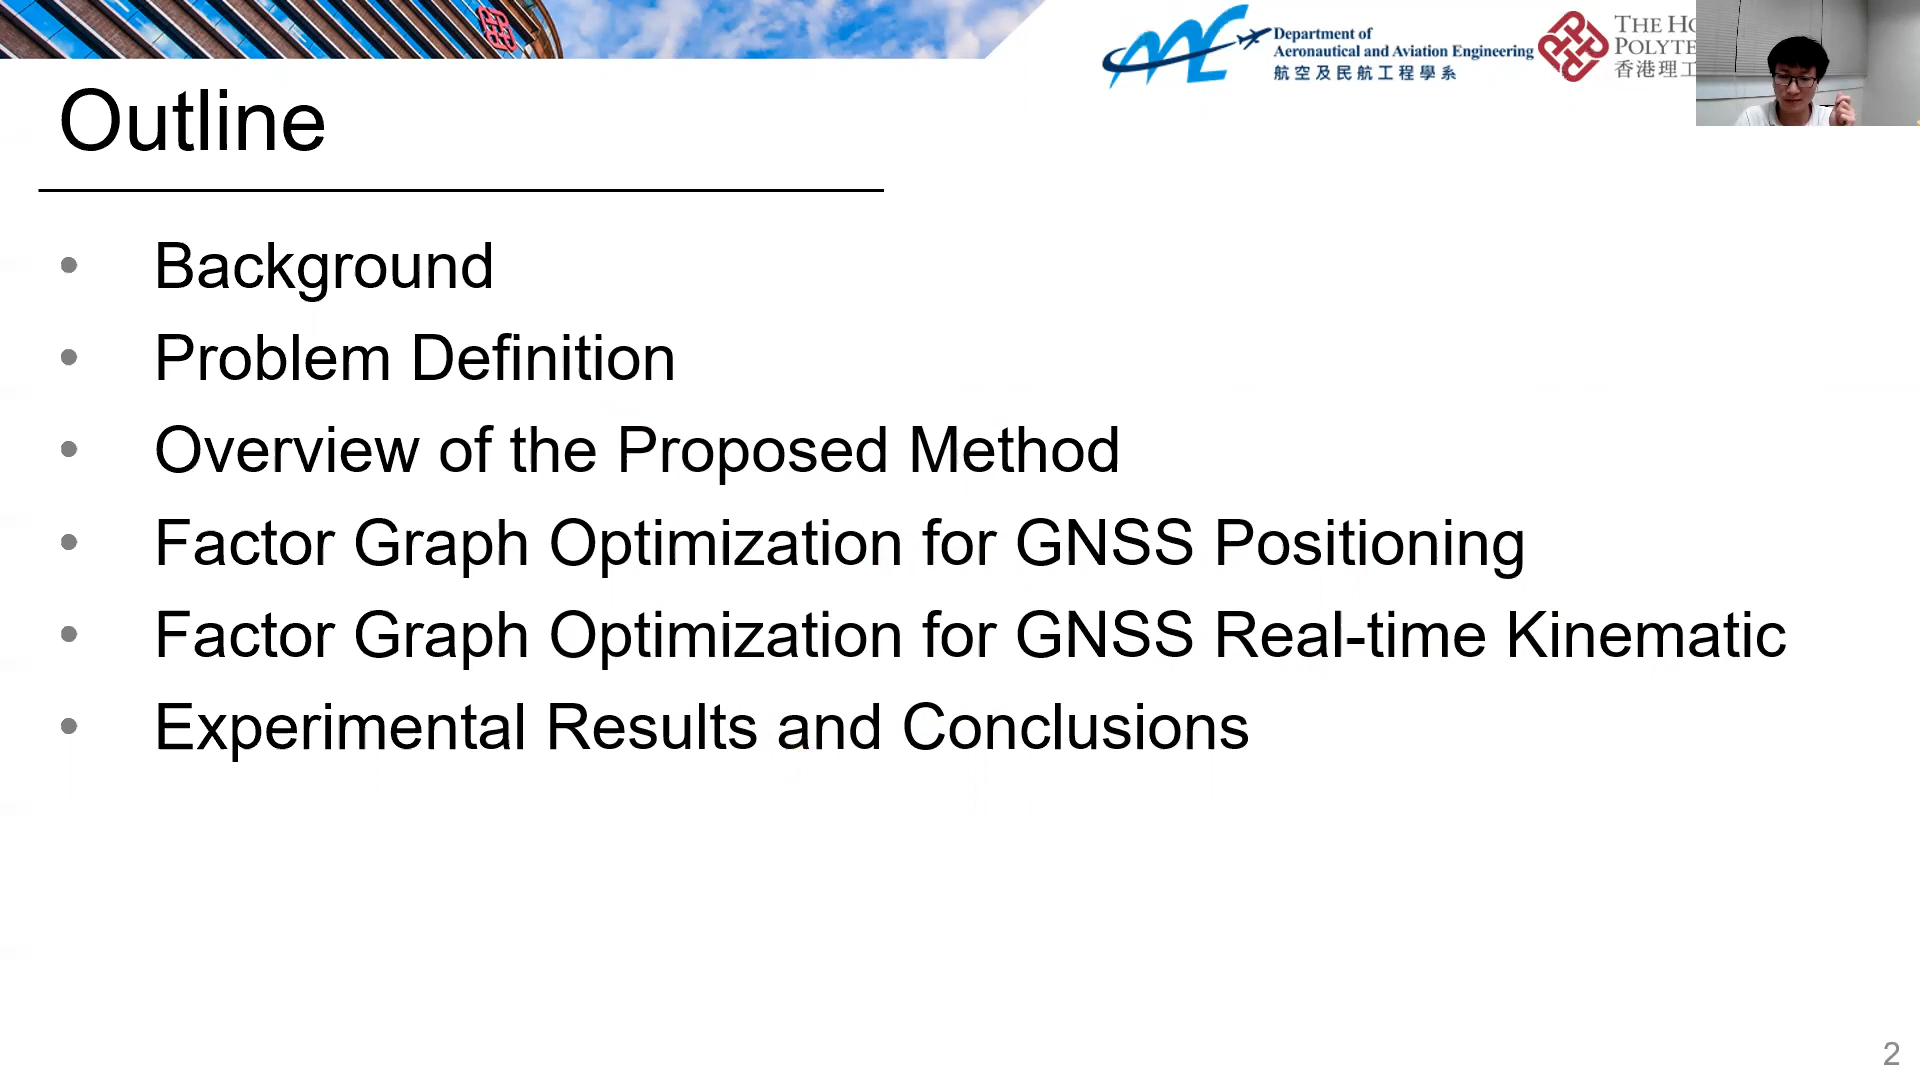 Department of
Aeronautical and Aviation Engineering
航空及民航工程學系
THE HO
POLYTE
香港理工
Outline
• Background
• Problem Definition
• Overview of the Proposed Method
• Factor Graph Optimization for GNSS Positioning
• Factor Graph Optimization for GNSS Real-time Kinematic
• Experimental Results and Conclusions
2